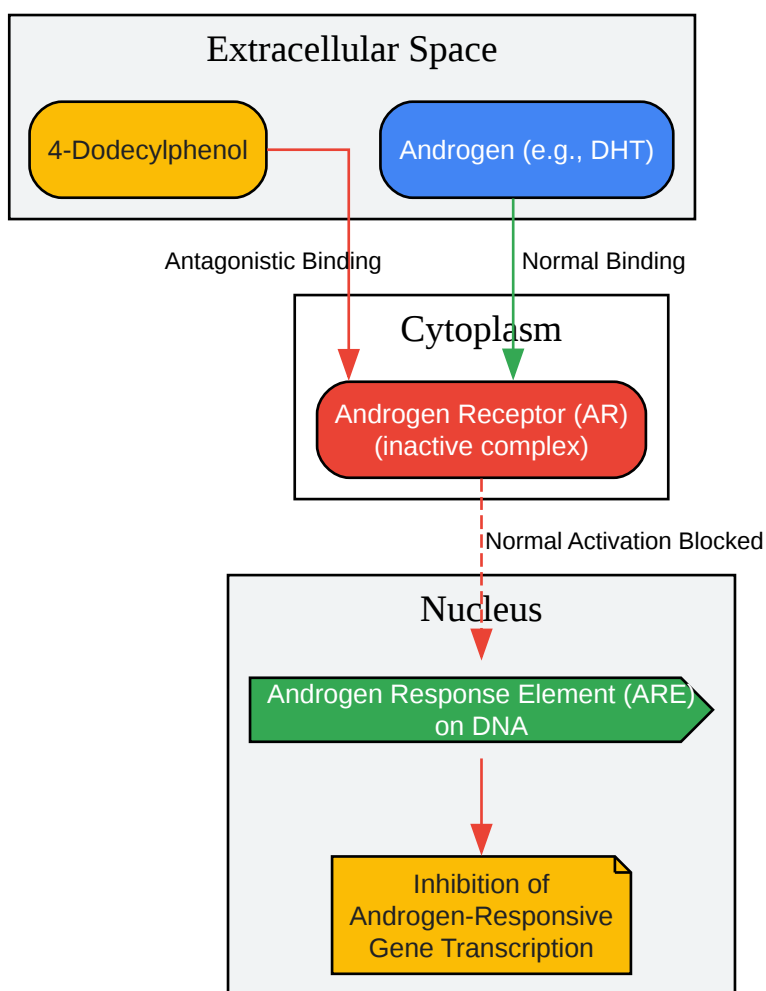 Extracellular Space
4-Dodecylphenol
Androgen (e.g., DHT)
Antagonistic Binding
Normal Binding
Cytoplasm
Androgen Receptor (AR)
(inactive complex)
Normal Activation Blocked
Nucleus
Androgen Response Element (ARE)
on DNA
Inhibition of
Androgen-Responsive
Gene Transcription